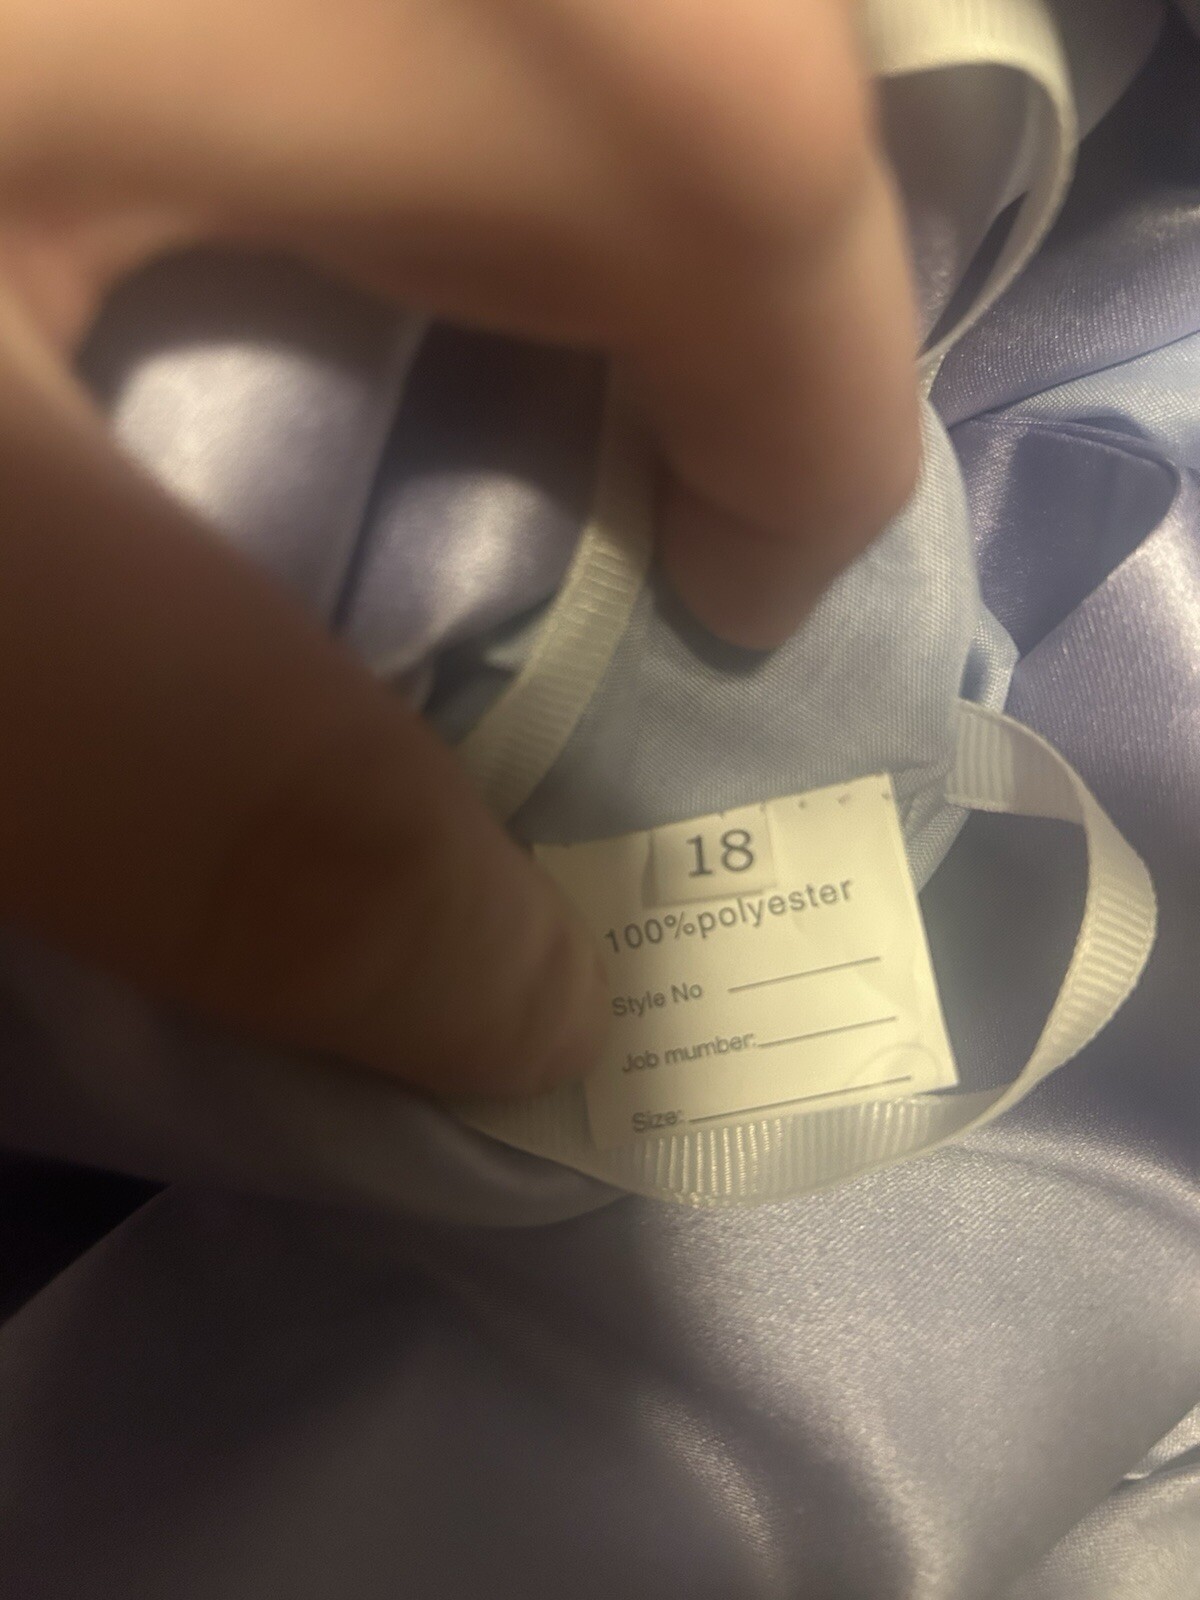 18
100%polyester
Style No
Job mumber:
Size: